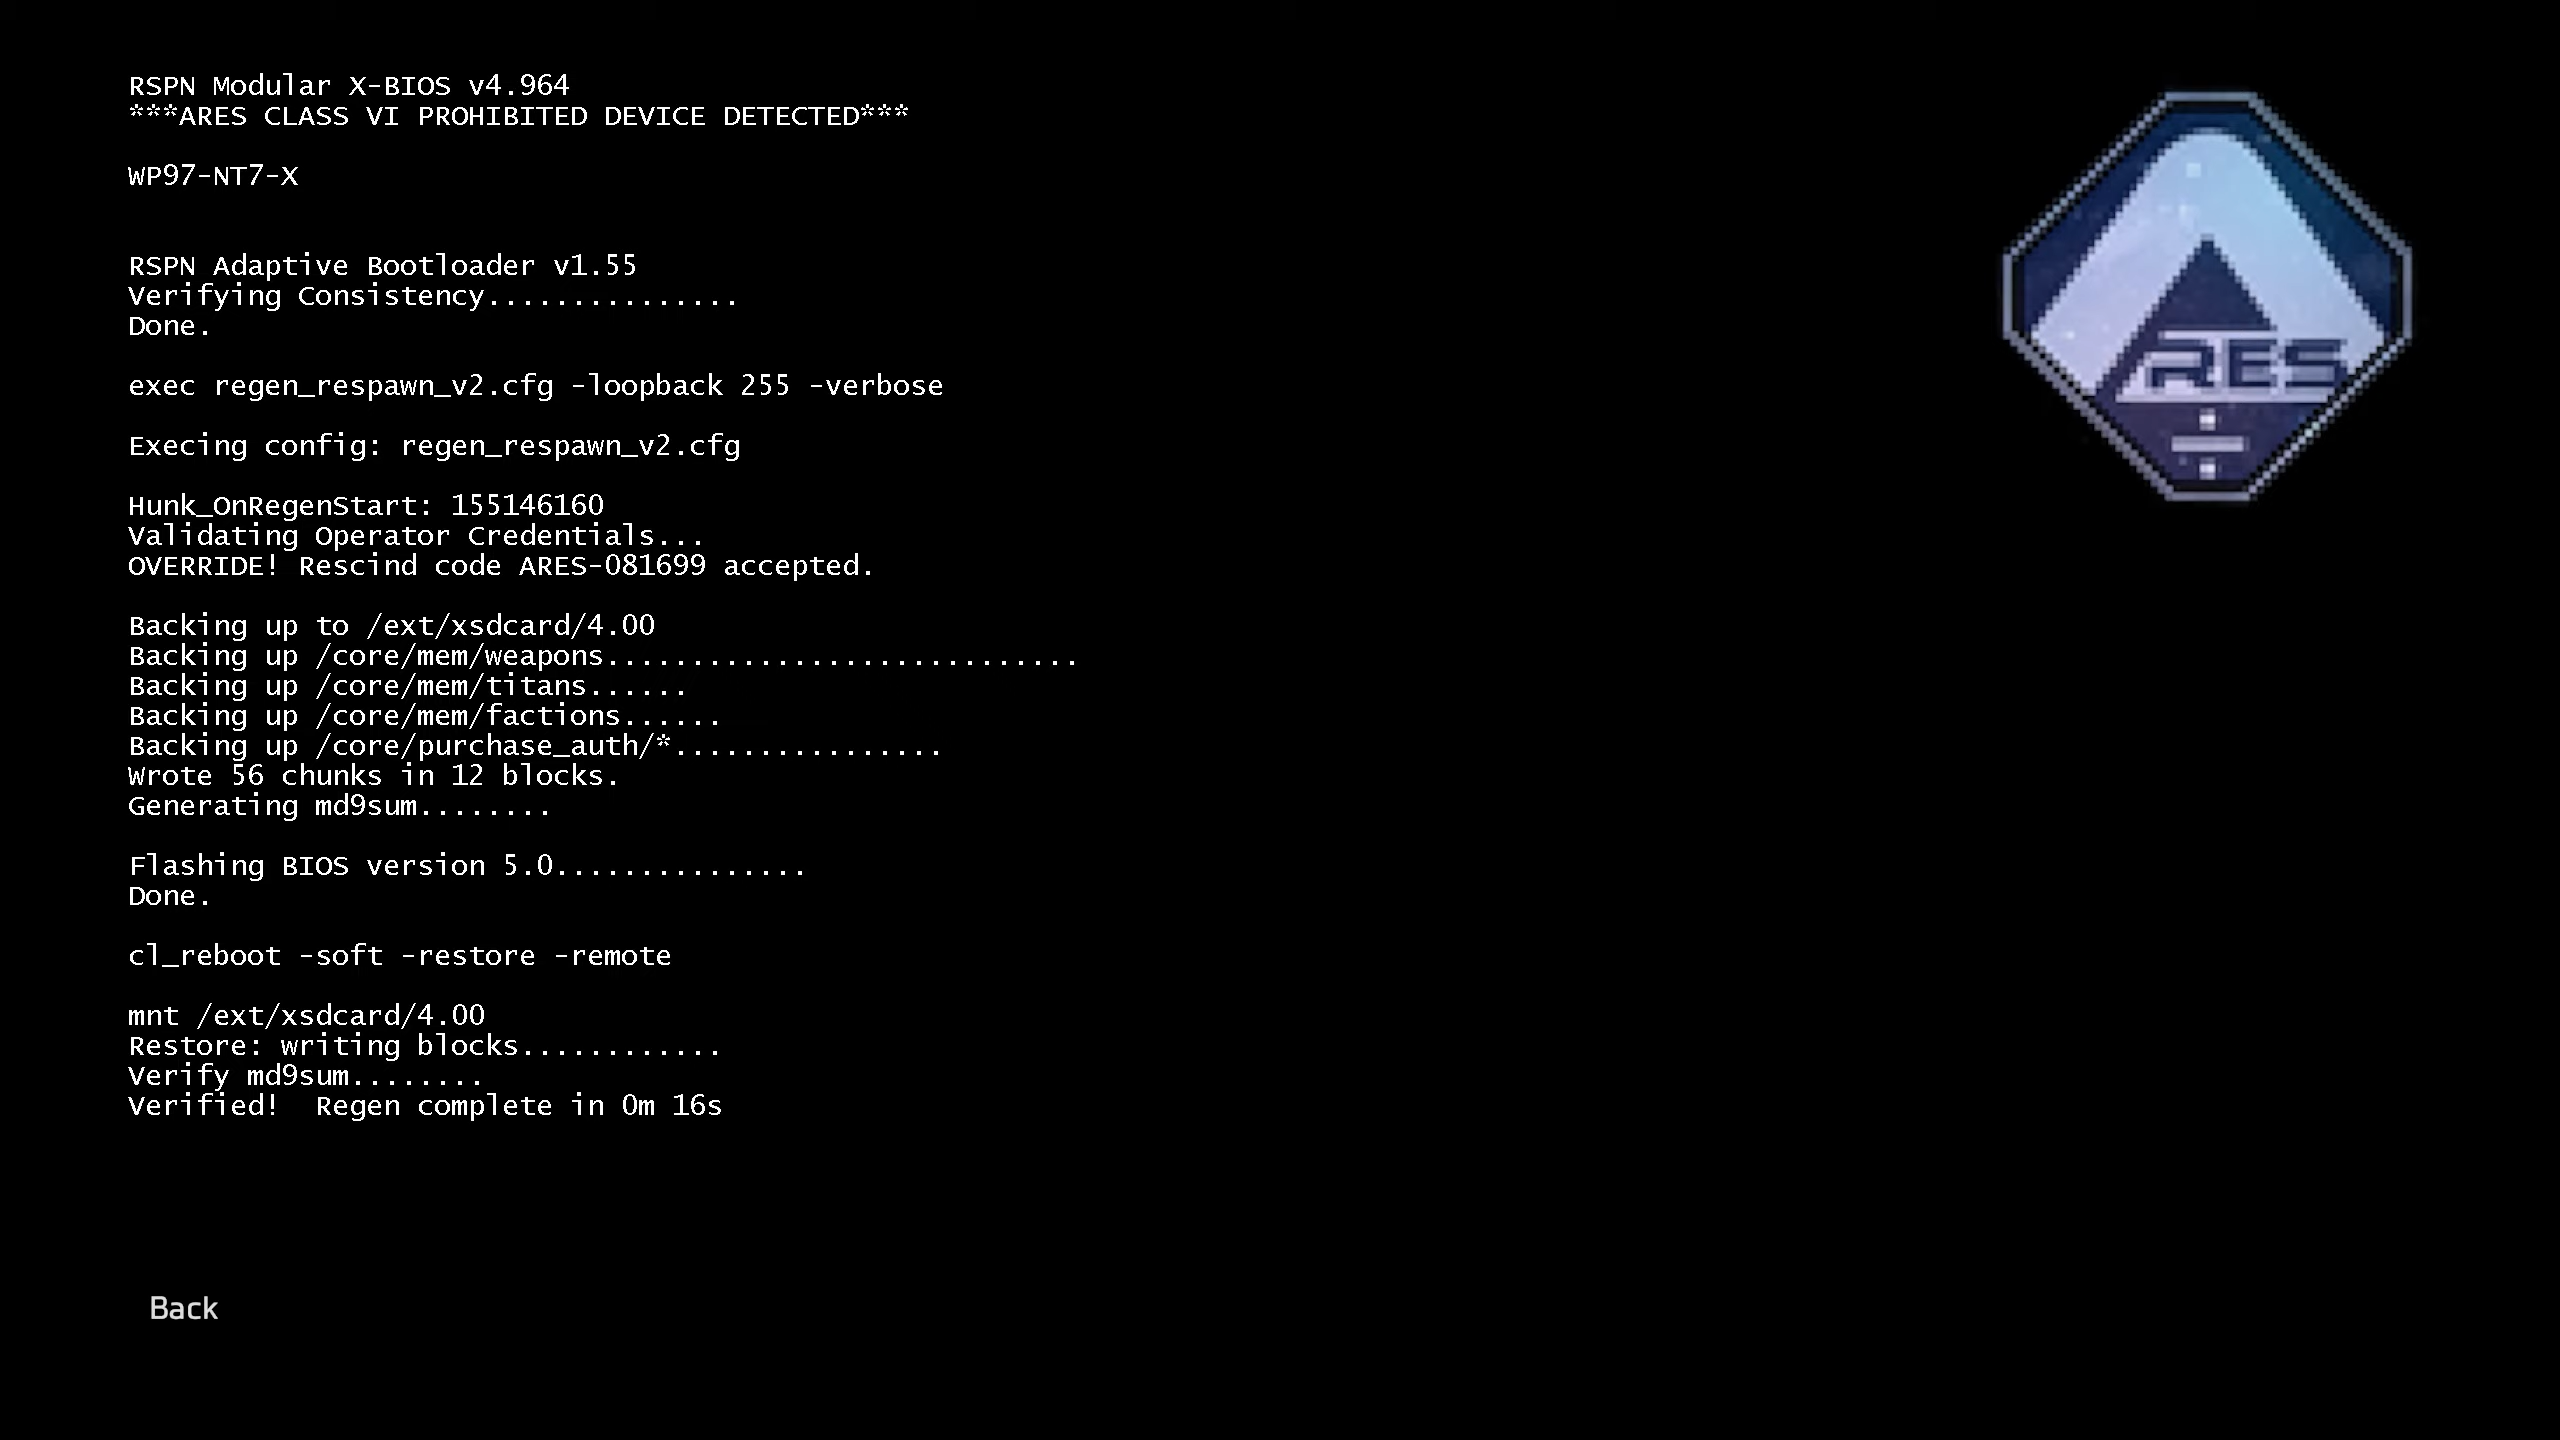 RSPN Modular X-BIOS v4.964
***ARES CLASS VI PROHIBITED DEVICE DETECTED***
WP97-NT7-X
RSPN Adaptive Bootloader v1.55
Verifying Consistency...............
Done.
exec regen_respawn_v2.cfg -loopback 255 -verbose
Execing config: regen_respawn_v2.cfg
Hunk_OnRegenStart: 155146160
Validating Operator Credentials...
OVERRIDE! Rescind code ARES-081699 accepted.
Backing up to /ext/xsdcard/4.00
Backing up /core/mem/weapons............................
Backing up /core/mem/titans......
Backing up /core/mem/factions......
Backing up /core/purchase_auth/*................
Wrote 56 chunks in 12 blocks.
Generating md9sum........
Flashing BIOS version 5.0...............
Done.
cl_reboot -soft -restore -remote
mnt /ext/xsdcard/4.00
Restore: writing blocks............
Verify md9sum........
Verified!  Regen complete in 0m 16s
ARES
Back